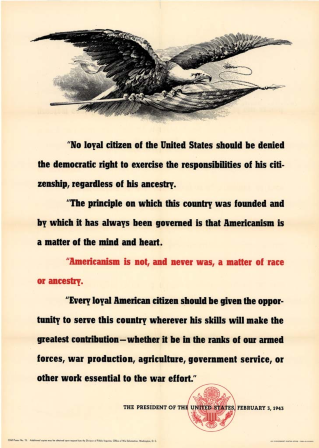 "No loyal citizen of the United States should be denied
the democratic right to exercise the responsibilities of his citi-
zenship, regardless of his ancestry.
"The principle on which this country was founded and
by which it has always been governed is that Americanism is
a matter of the mind and heart.
"Americanism is not, and never was, a matter of race
or ancestry.
"Every loyal American citizen should be given the oppor-
tunity to serve this country wherever his skills will make the
greatest contribution—whether it be in the ranks of our armed
forces, war production, agriculture, government service, or
other work essential to the war effort."
THE PRESIDENT OF THE UNITED STATES, FEBRUARY 3, 1943